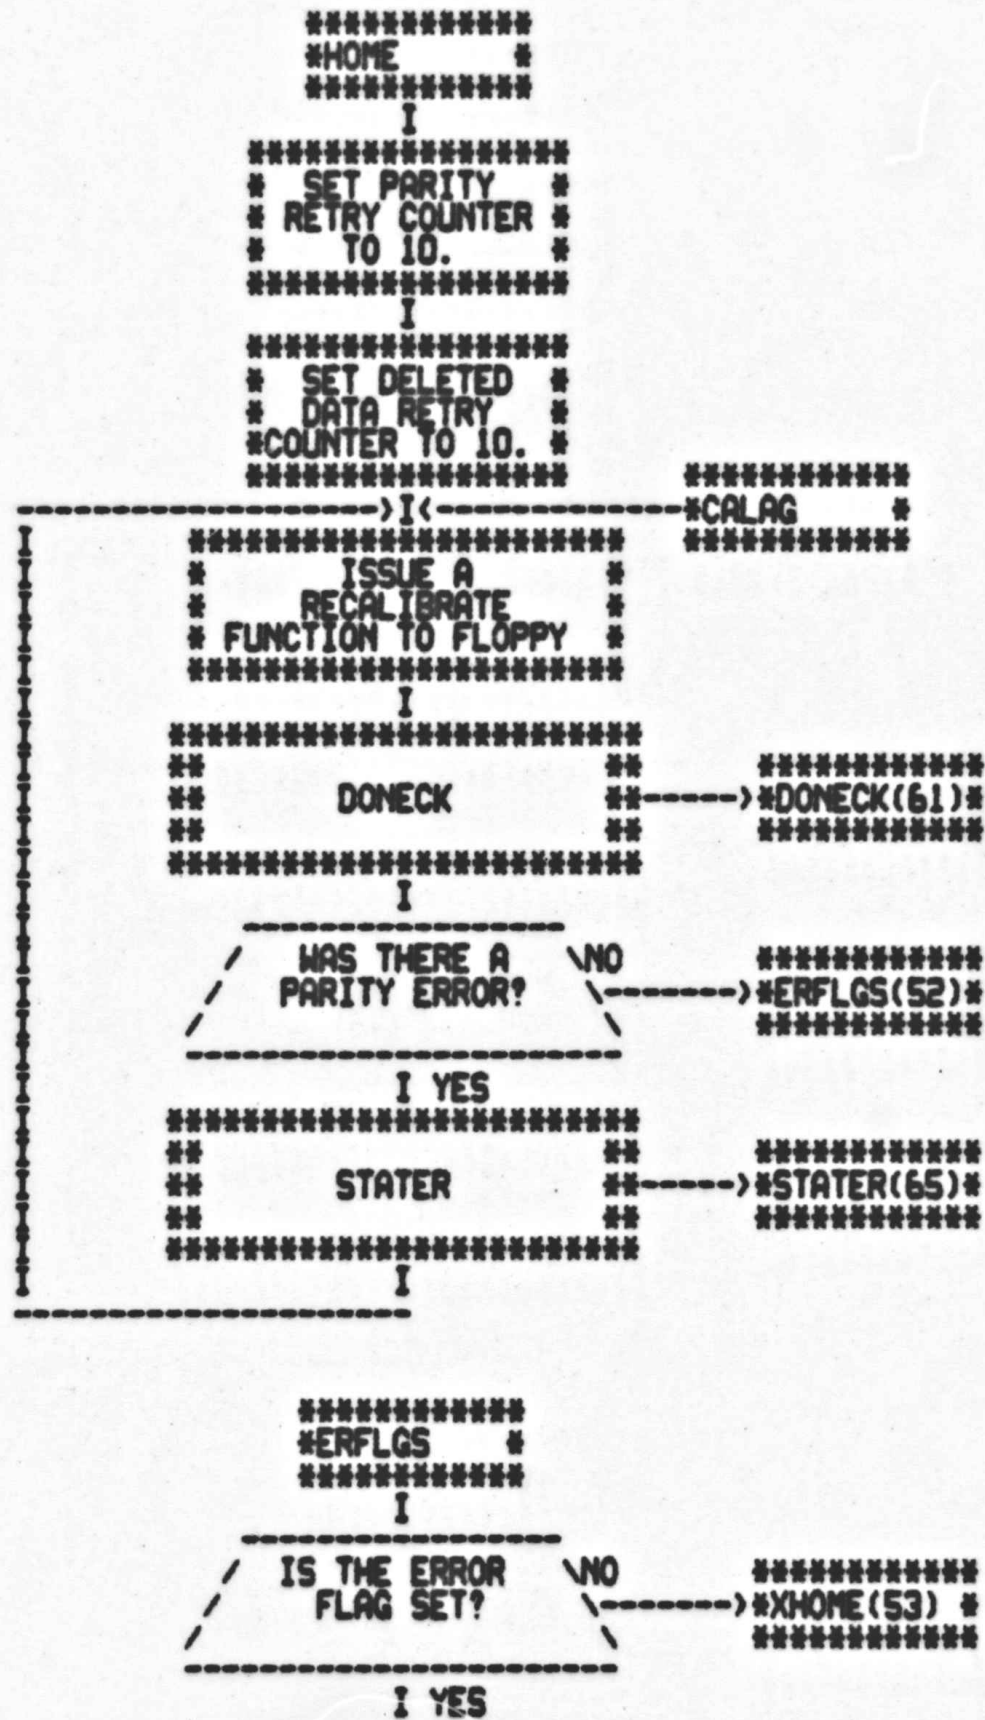 ************
*HOME      *
************
I
*****************
*  SET PARITY   *
* RETRY COUNTER *
*    TO 10.     *
*****************
I
*****************
*  SET DELETED  *
*  DATA RETRY   *
*COUNTER TO 10. *
*****************
------------------->I<-------------*CALAG     *
***********************
*       ISSUE A       *
*     RECALIBRATE     *
* FUNCTION TO FLOPPY  *
***********************
I
*************************
**                     **
**       DONECK        **----->*DONECK(61)*
**                     **
*************************
I
-----------------
/   WAS THERE A   \NO
/   PARITY ERROR?   \------->*ERFLGS(52)*
/                     \
-----------------------
I YES
*************************
**                     **
**       STATER        **----->*STATER(65)*
**                     **
*************************
I
---------------------
************
*ERFLGS    *
************
I
-----------------
/  IS THE ERROR   \NO
/    FLAG SET?      \------->*XHOME(53) *
/                     \
-----------------------
I YES